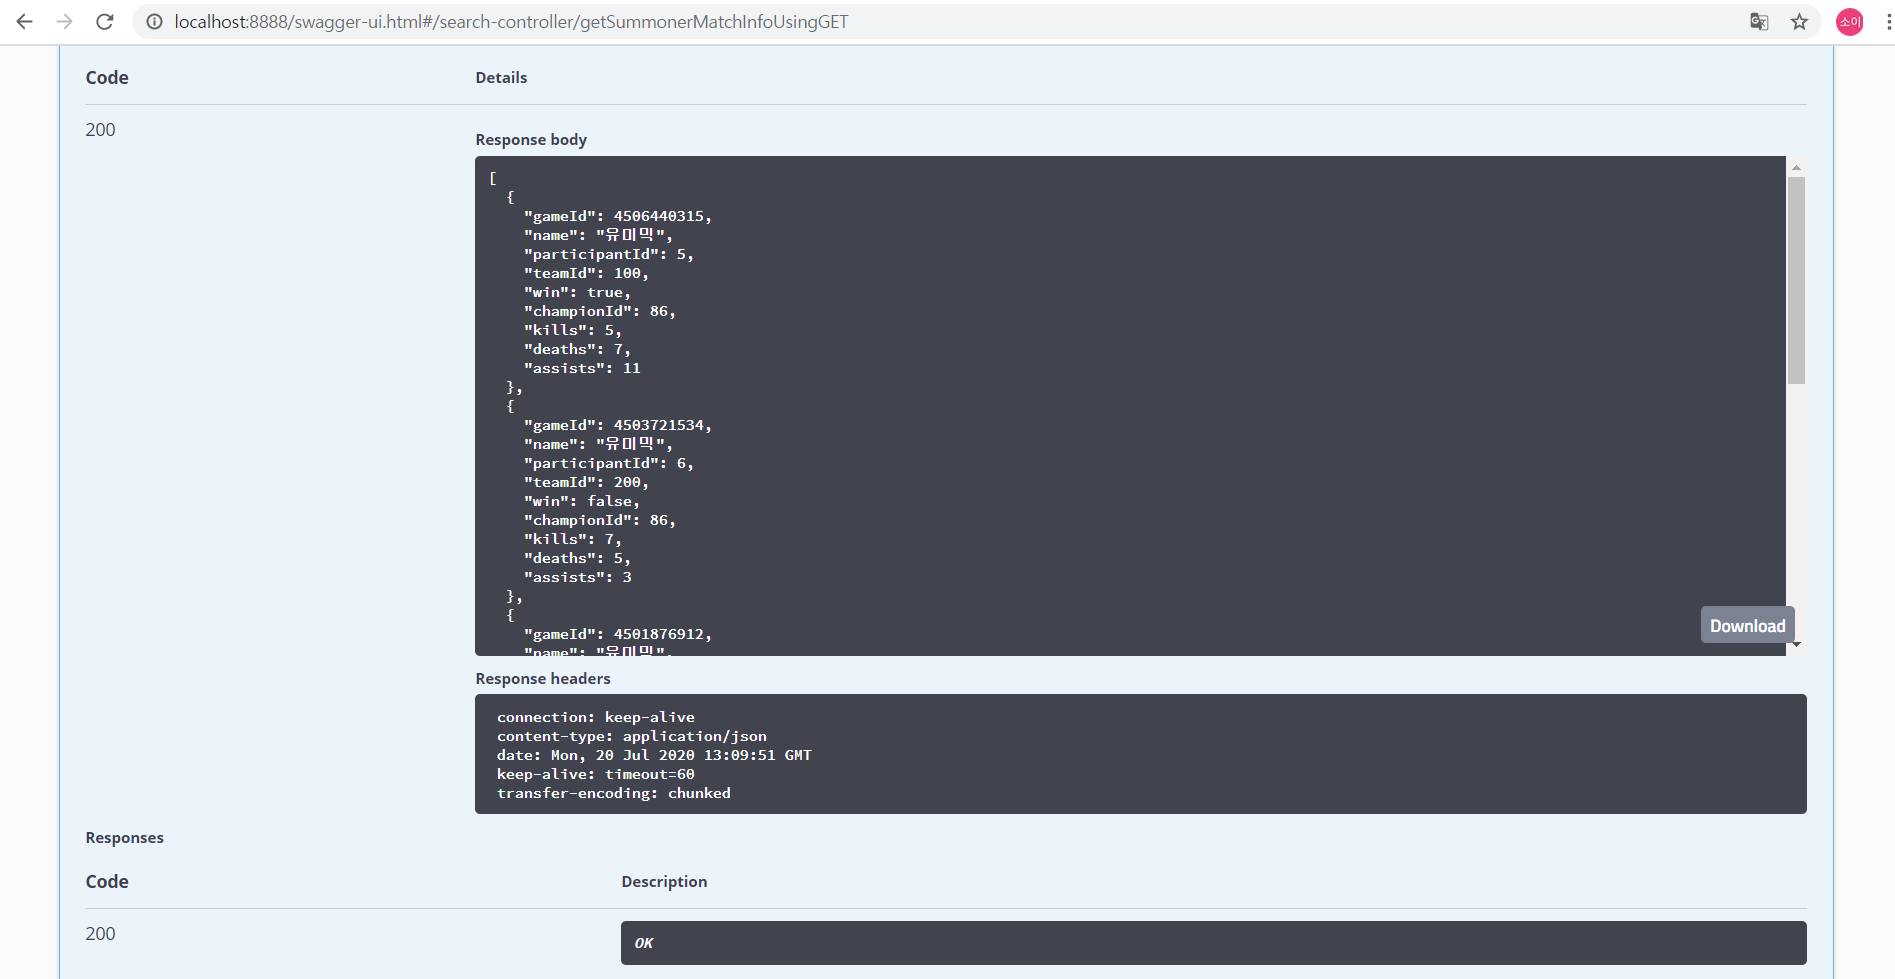 localhost:8888/swagger-ui.html#/search-controller/getSummonerMatchInfoUsingGET
소이
Code Details
200
Response body
[
{
"gameId": 4506440315,
"name": "유미믹",
"participantId": 5,
"teamId": 100,
"win": true,
"championId": 86,
"kills": 5,
"deaths": 7,
"assists": 11
},
{
"gameId": 4503721534,
"name": "유미믹",
"participantId": 6,
"teamId": 200,
"win": false,
"championId": 86,
"kills": 7,
"deaths": 5,
"assists": 3
},
{
"gameId": 4501876912,
"name": "유미믹",
Download
Response headers
connection: keep-alive
content-type: application/json
date: Mon, 20 Jul 2020 13:09:51 GMT
keep-alive: timeout=60
transfer-encoding: chunked
Responses
Code Description
200
OK